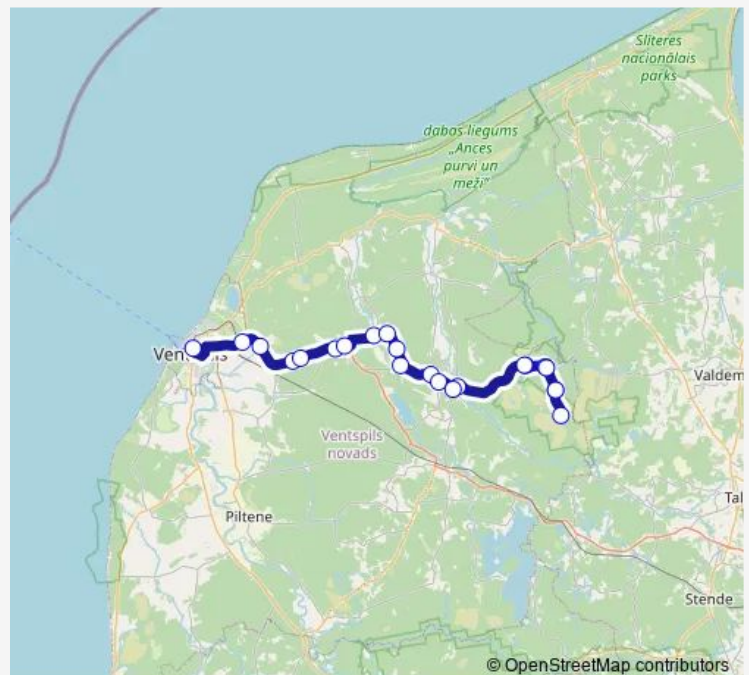 Slīteres
nacionālais
parks
dabas liegums
„Ances
purvi un
meži"
Ventspils
Valdem
Ventspils
novads
Tal
Piltene
Stende
© OpenStreetMap contributors